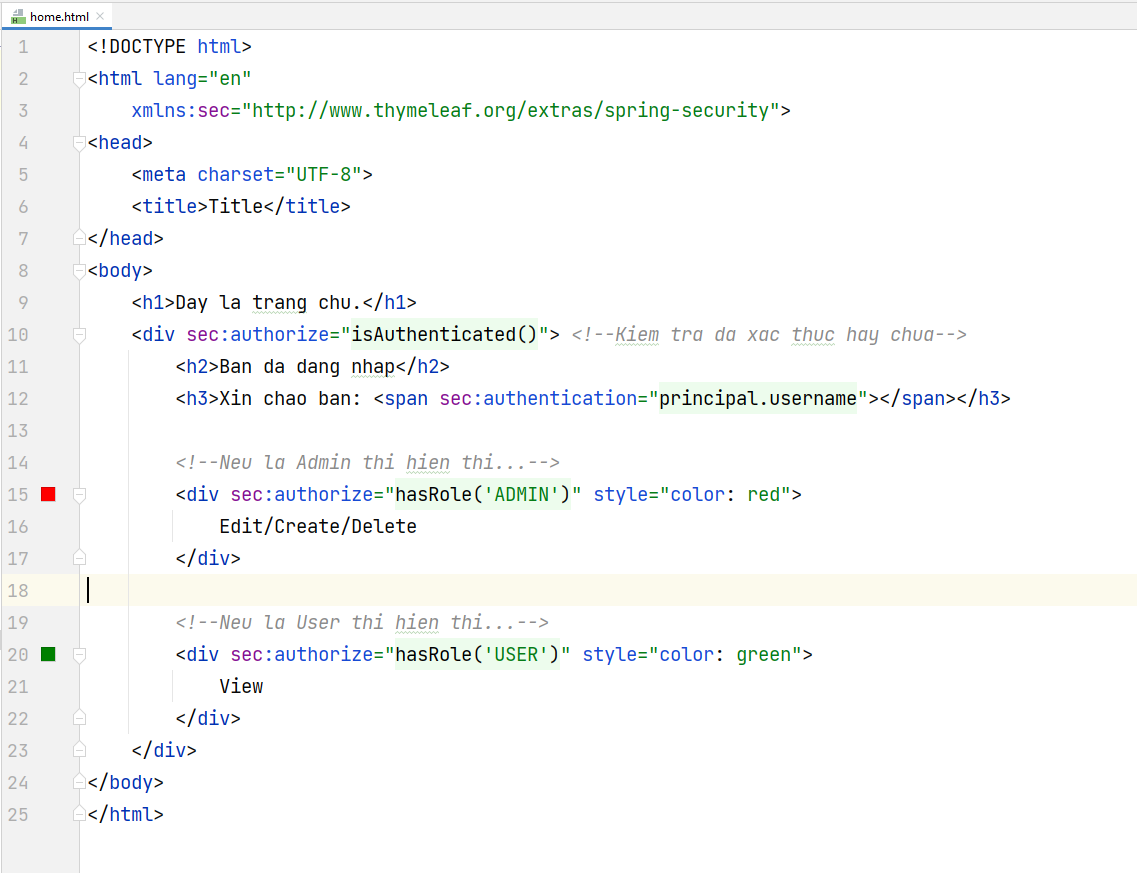 home.html
1 <!DOCTYPE html>
2 <html lang="en"
3 xmlns:sec="http://www.thymeleaf.org/extras/spring-security">
4 <head>
5 <meta charset="UTF-8">
6 <title>Title</title>
7 </head>
8 <body>
9 <h1>Day la trang chu.</h1>
10 <div sec:authorize="isAuthenticated()"> <!--Kiem tra da xac thuc hay chua-->
11 <h2>Ban da dang nhap</h2>
12 <h3>Xin chao ban: <span sec:authentication="principal.username"></span></h3>
13
14 <!--Neu la Admin thi hien thi...-->
15 <div sec:authorize="hasRole('ADMIN')" style="color: red">
16 Edit/Create/Delete
17 </div>
18
19 <!--Neu la User thi hien thi...-->
20 <div sec:authorize="hasRole('USER')" style="color: green">
21 View
22 </div>
23 </div>
24 </body>
25 </html>